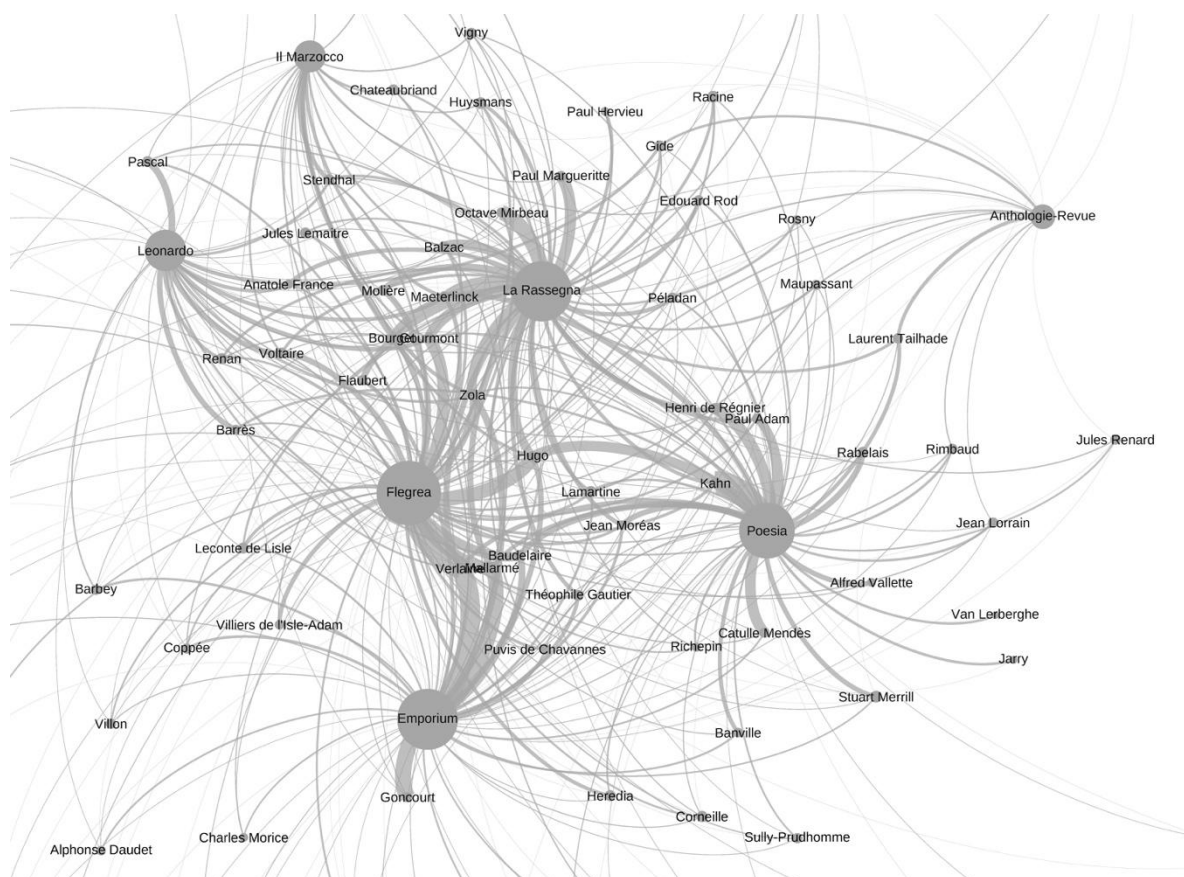 Vigny
Il Marzocco
Chateaubriand
Huysmans
Paul Hervieu
Racine
Gide
Pascal
Stendhal
Paul Margueritte
Edouard Rod
Octave Mirbeau
Anthologie-Revue
Rosny
Jules Lemaitre
Balzac
Leonardo
Anatole France
Molière
Maeterlinck
La Rassegna
Péladan
Maupassant
Bourget
Gourmont
Laurent Tailhade
Renan
Voltaire
Flaubert
Zola
Henri de Régnier
Paul Adam
Barrès
Jules Renard
Hugo
Rabelais
Rimbaud
Flegrea
Lamartine
Kahn
Jean Moréas
Poesia
Jean Lorrain
Leconte de Lisle
Baudelaire
Verlaine
Mallarmé
Barbey
Théophile Gautier
Alfred Vallette
Van Lerberghe
Villiers de l'Isle-Adam
Catulle Mendès
Coppée
Puvis de Chavannes
Richepin
Jarry
Stuart Merrill
Emporium
Villon
Banville
Goncourt
Heredia
Corneille
Charles Morice
Sully-Prudhomme
Alphonse Daudet